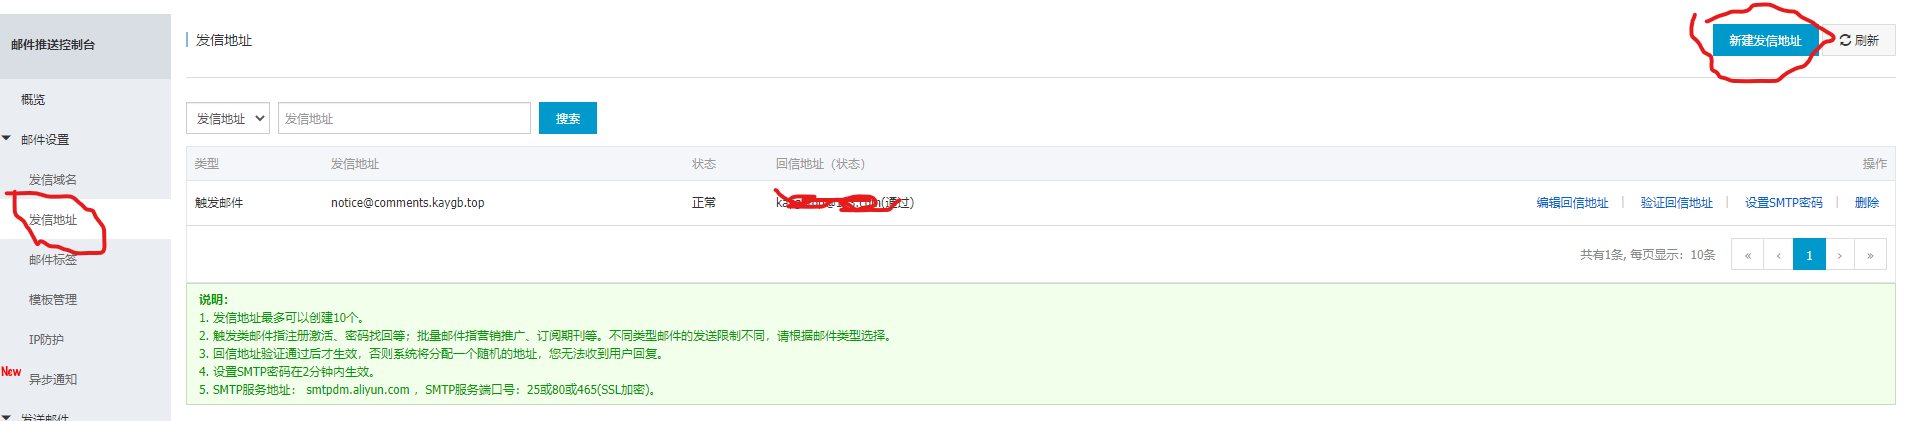 邮件推送控制台
概览
邮件设置
发信域名
发信地址
邮件标签
模板管理
IP防护
New 异步通知
发送邮件
发信地址
新建发信地址 刷新
发信地址 发信地址 搜索
类型 发信地址 状态 回信地址（状态） 操作
触发邮件 notice@comments.kaygb.top 正常 (通过) 编辑回信地址 | 验证回信地址 | 设置SMTP密码 | 删除
共有1条, 每页显示：10条 « ‹ 1 › »
说明：
1. 发信地址最多可以创建10个。
2. 触发类邮件指注册激活、密码找回等；批量邮件指营销推广、订阅期刊等。不同类型邮件的发送限制不同，请根据邮件类型选择。
3. 回信地址验证通过后才生效，否则系统将分配一个随机的地址，您无法收到用户回复。
4. 设置SMTP密码在2分钟内生效。
5. SMTP服务地址： smtpdm.aliyun.com ，SMTP服务端口号：25或80或465(SSL加密)。